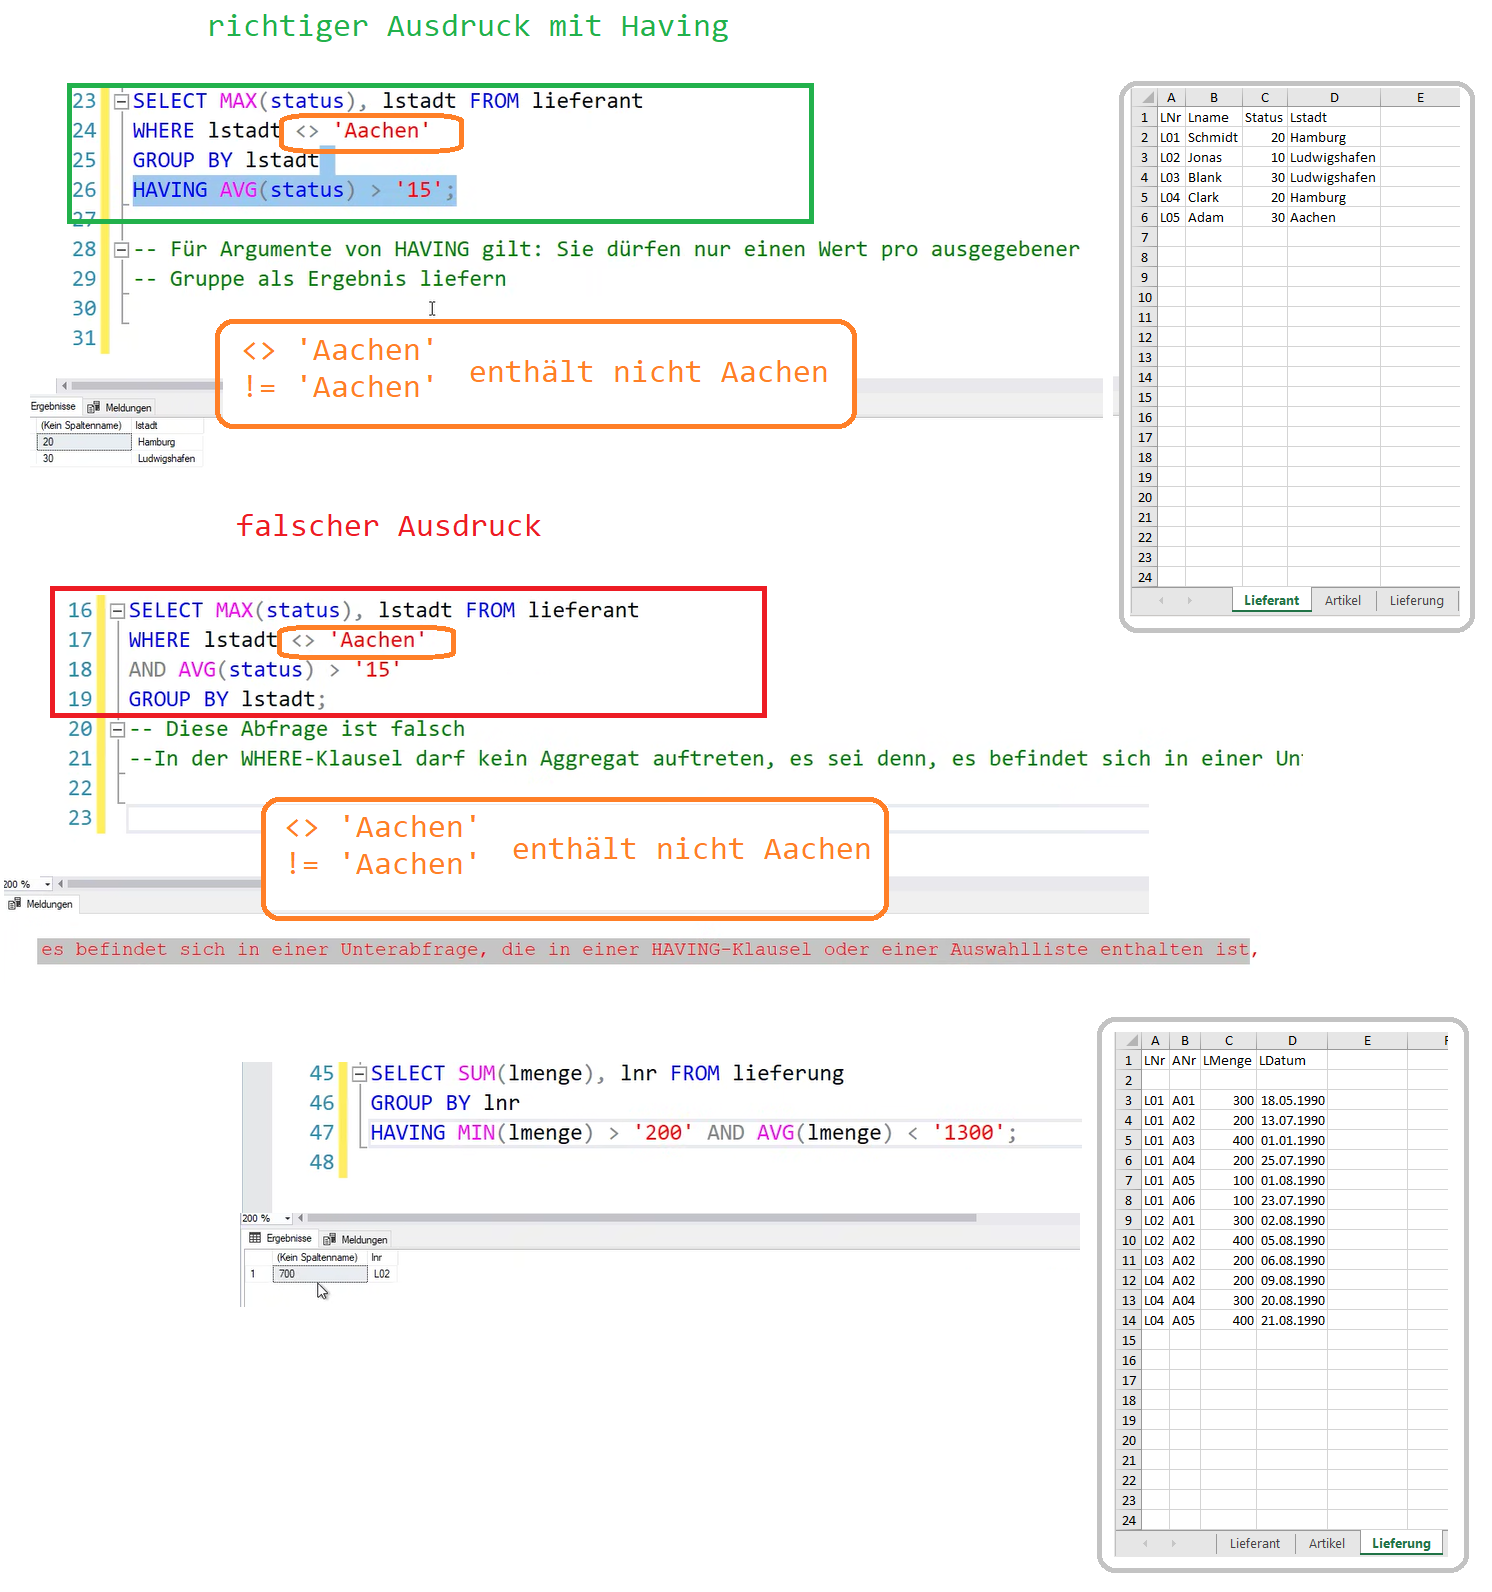 richtiger Ausdruck mit Having
23 SELECT MAX(status), lstadt FROM lieferant
24 WHERE lstadt <> 'Aachen'
25 GROUP BY lstadt
26 HAVING AVG(status) > '15';
27
28 -- Für Argumente von HAVING gilt: Sie dürfen nur einen Wert pro ausgegebener
29 -- Gruppe als Ergebnis liefern
30
31
<> 'Aachen'
!= 'Aachen'
enthält nicht Aachen
Ergebnisse Meldungen
(Kein Spaltenname) lstadt
20 Hamburg
30 Ludwigshafen
A B C D E
1 LNr Lname Status Lstadt
2 L01 Schmidt 20 Hamburg
3 L02 Jonas 10 Ludwigshafen
4 L03 Blank 30 Ludwigshafen
5 L04 Clark 20 Hamburg
6 L05 Adam 30 Aachen
7
8
9
10
11
12
13
14
15
16
17
18
19
20
21
22
23
24
Lieferant Artikel Lieferung
falscher Ausdruck
16 SELECT MAX(status), lstadt FROM lieferant
17 WHERE lstadt <> 'Aachen'
18 AND AVG(status) > '15'
19 GROUP BY lstadt;
20 -- Diese Abfrage ist falsch
21 --In der WHERE-Klausel darf kein Aggregat auftreten, es sei denn, es befindet sich in einer Un
22
23
<> 'Aachen'
!= 'Aachen'
enthält nicht Aachen
200 %
Meldungen
es befindet sich in einer Unterabfrage, die in einer HAVING-Klausel oder einer Auswahlliste enthalten ist,
45 SELECT SUM(lmenge), lnr FROM lieferung
46 GROUP BY lnr
47 HAVING MIN(lmenge) > '200' AND AVG(lmenge) < '1300';
48
200 %
Ergebnisse Meldungen
(Kein Spaltenname) lnr
1 700 L02
A B C D E F
1 LNr ANr LMenge LDatum
2
3 L01 A01 300 18.05.1990
4 L01 A02 200 13.07.1990
5 L01 A03 400 01.01.1990
6 L01 A04 200 25.07.1990
7 L01 A05 100 01.08.1990
8 L01 A06 100 23.07.1990
9 L02 A01 300 02.08.1990
10 L02 A02 400 05.08.1990
11 L03 A02 200 06.08.1990
12 L04 A02 200 09.08.1990
13 L04 A04 300 20.08.1990
14 L04 A05 400 21.08.1990
15
16
17
18
19
20
21
22
23
24
Lieferant Artikel Lieferung